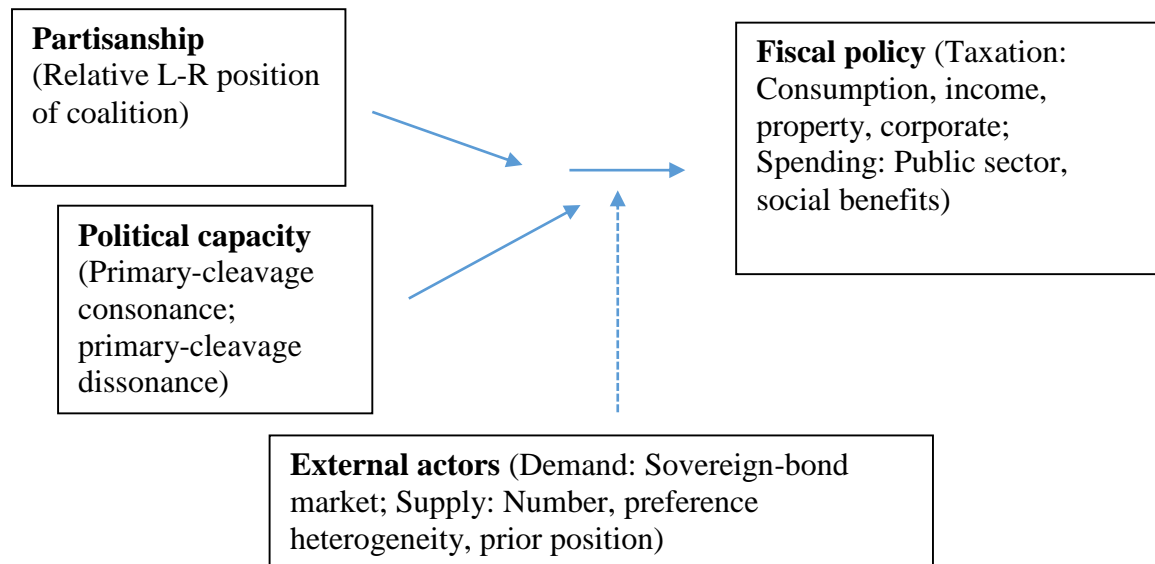 Partisanship
(Relative L-R position
of coalition)
Fiscal policy (Taxation:
Consumption, income,
property, corporate;
Spending: Public sector,
social benefits)
Political capacity
(Primary-cleavage
consonance;
primary-cleavage
dissonance)
External actors (Demand: Sovereign-bond
market; Supply: Number, preference
heterogeneity, prior position)